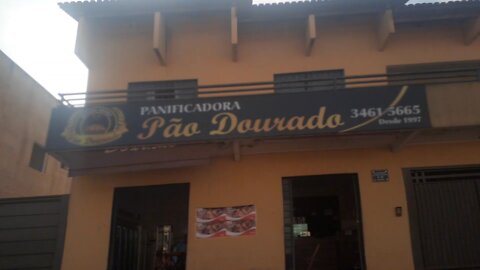 PANIFICADORA
Pão Dourado
3461 5665
Desde 1997